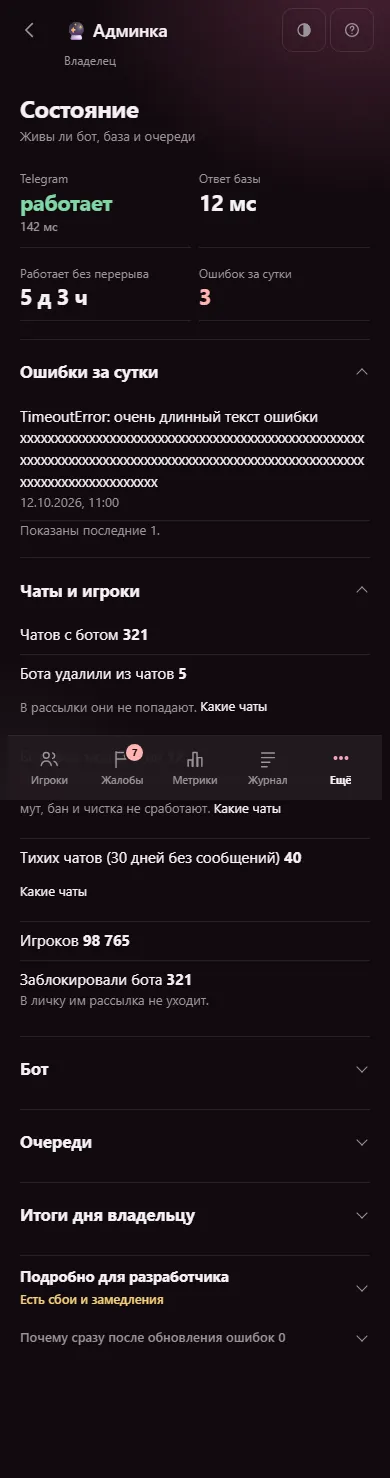 Админка
Владелец
Состояние
Живы ли бот, база и очереди
Telegram
работает
142 мс
Ответ базы
12 мс
Работает без перерыва
5 д 3 ч
Ошибок за сутки
3
Ошибки за сутки
TimeoutError: очень длинный текст ошибки
xxxxxxxxxxxxxxxxxxxxxxxxxxxxxxxxxxxxxxxxxxxxxxxxxx
xxxxxxxxxxxxxxxxxxxxxxxxxxxxxxxxxxxxxxxxxxxxxxxxxx
xxxxxxxxxxxxxxxxxxxx
12.10.2026, 11:00
Показаны последние 1.
Чаты и игроки
Чатов с ботом 321
Бота удалили из чатов 5
В рассылки они не попадают. Какие чаты
7
Игроки
Жалобы
Метрики
Журнал
Ещё
мут, бан и чистка не сработают. Какие чаты
Тихих чатов (30 дней без сообщений) 40
Какие чаты
Игроков 98 765
Заблокировали бота 321
В личку им рассылка не уходит.
Бот
Очереди
Итоги дня владельцу
Подробно для разработчика
Есть сбои и замедления
Почему сразу после обновления ошибок 0